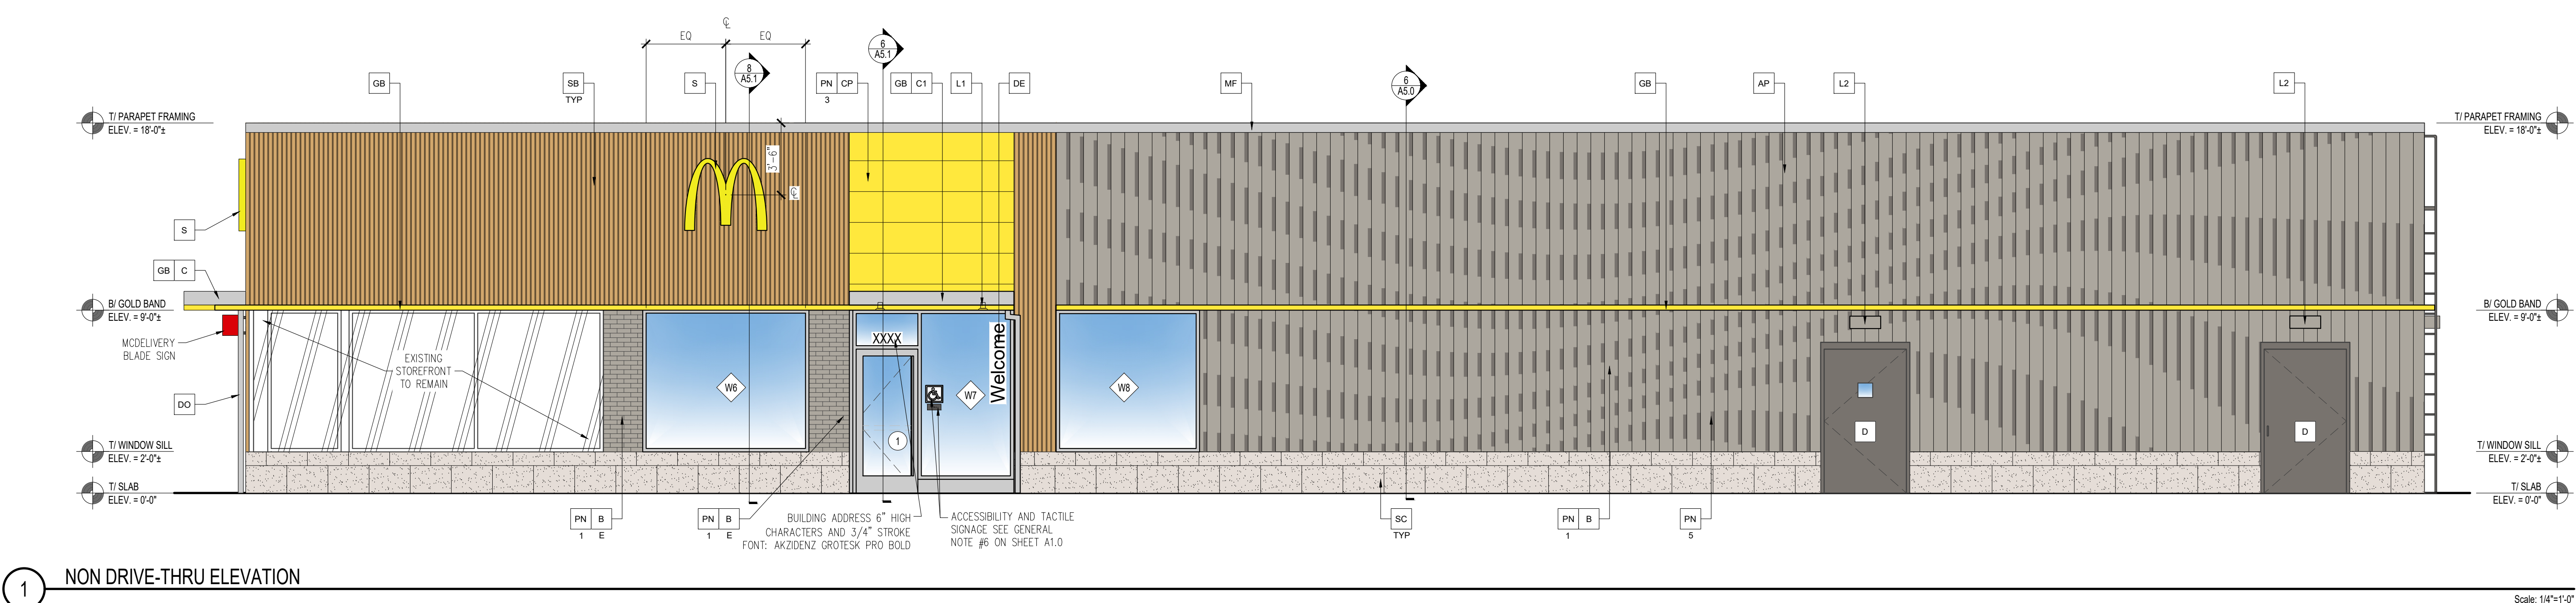 ℄
EQ
EQ
6
A5.1
8
A5.1
6
A5.0
GB
SB
TYP
S
PN
3
CP
GB
C1
L1
DE
MF
GB
AP
L2
L2
T/ PARAPET FRAMING
ELEV. = 18'-0"±
T/ PARAPET FRAMING
ELEV. = 18'-0"±
3'-6"
℄
S
GB
C
B/ GOLD BAND
ELEV. = 9'-0"±
B/ GOLD BAND
ELEV. = 9'-0"±
MCDELIVERY
BLADE SIGN
EXISTING
STOREFRONT
TO REMAIN
XXXX
Welcome
W6
W7
W8
DO
1
D
D
T/ WINDOW SILL
ELEV. = 2'-0"±
T/ WINDOW SILL
ELEV. = 2'-0"±
T/ SLAB
ELEV. = 0'-0"
T/ SLAB
ELEV. = 0'-0"
PN
1
B
E
PN
1
B
E
BUILDING ADDRESS 6" HIGH
CHARACTERS AND 3/4" STROKE
FONT: AKZIDENZ GROTESK PRO BOLD
ACCESSIBILITY AND TACTILE
SIGNAGE SEE GENERAL
NOTE #6 ON SHEET A1.0
SC
TYP
PN
1
B
PN
5
1
NON DRIVE-THRU ELEVATION
Scale: 1/4"=1'-0"